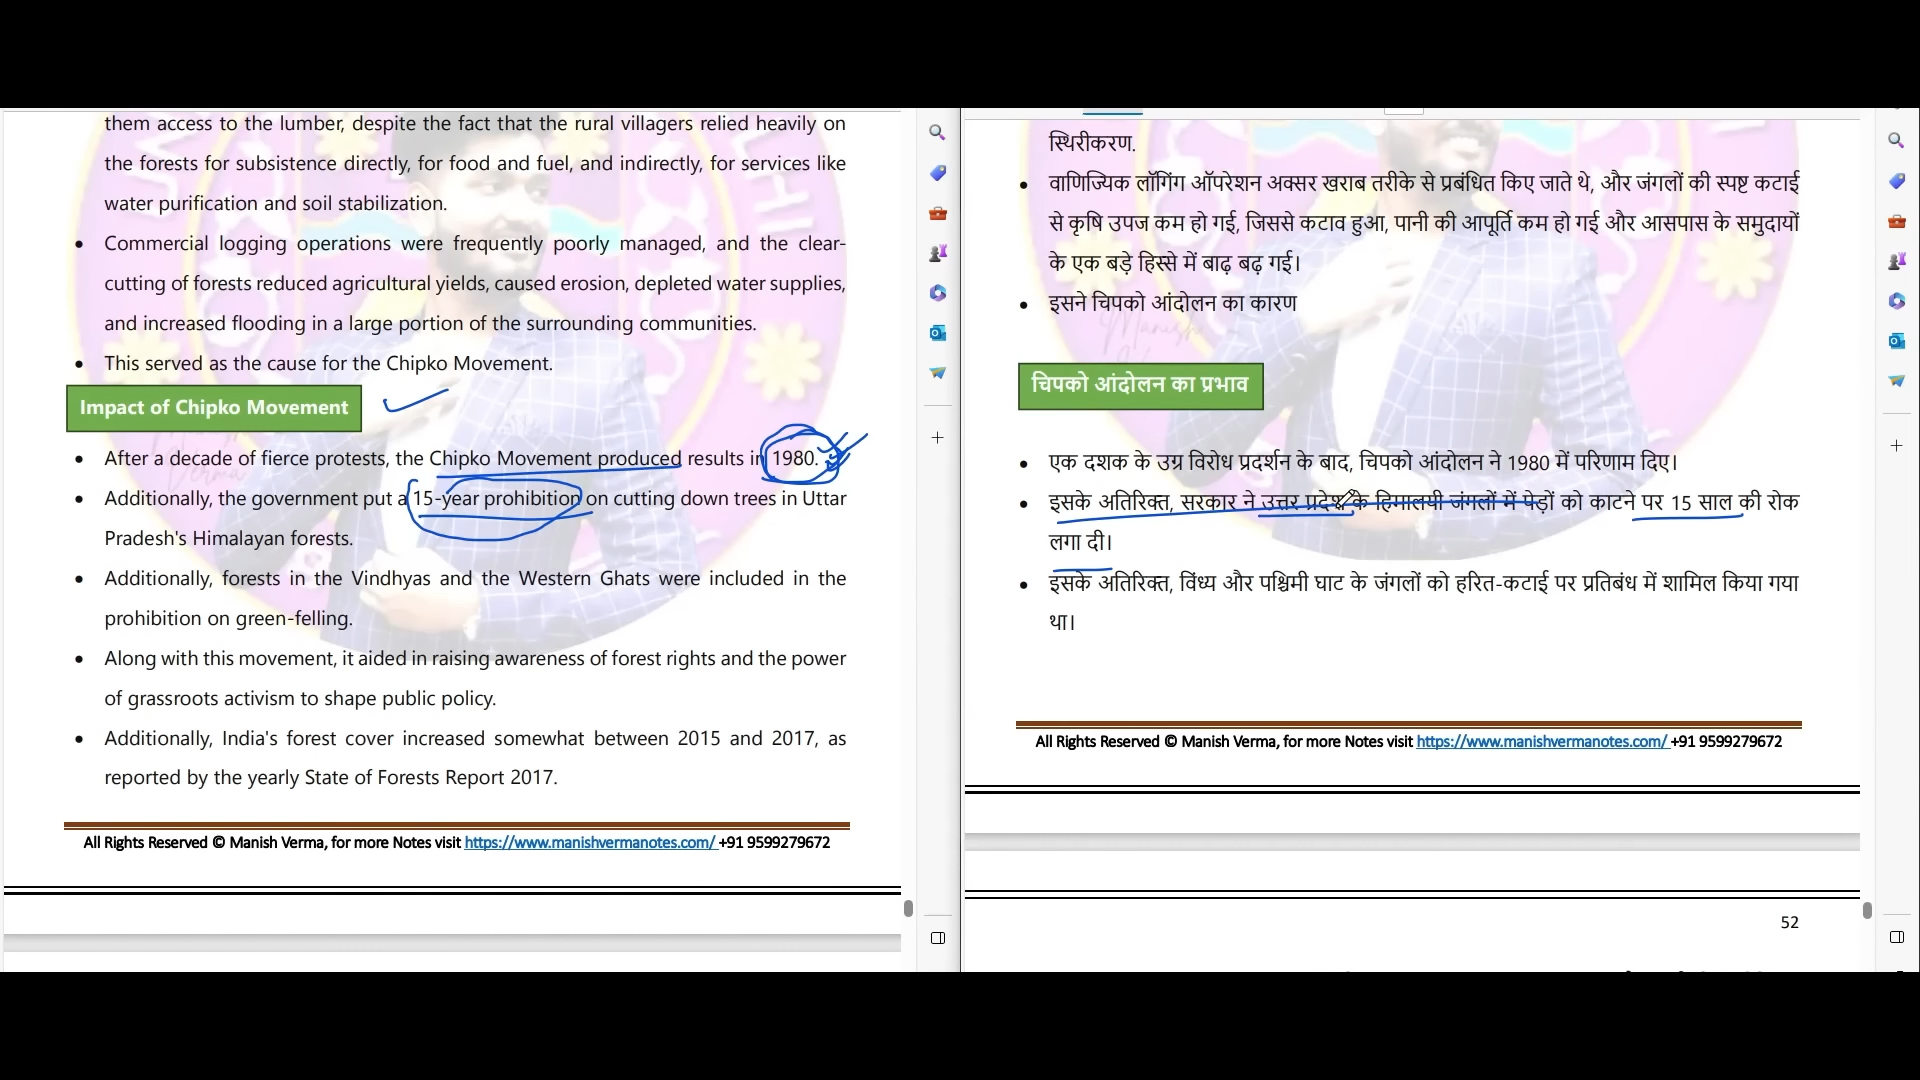 them access to the lumber, despite the fact that the rural villagers relied heavily on
the forests for subsistence directly, for food and fuel, and indirectly, for services like
water purification and soil stabilization.
• Commercial logging operations were frequently poorly managed, and the clear-
cutting of forests reduced agricultural yields, caused erosion, depleted water supplies,
and increased flooding in a large portion of the surrounding communities.
• This served as the cause for the Chipko Movement.
Impact of Chipko Movement
• After a decade of fierce protests, the Chipko Movement produced results in 1980.
• Additionally, the government put a 15-year prohibition on cutting down trees in Uttar
Pradesh's Himalayan forests.
• Additionally, forests in the Vindhyas and the Western Ghats were included in the
prohibition on green-felling.
• Along with this movement, it aided in raising awareness of forest rights and the power
of grassroots activism to shape public policy.
• Additionally, India's forest cover increased somewhat between 2015 and 2017, as
reported by the yearly State of Forests Report 2017.
All Rights Reserved © Manish Verma, for more Notes visit https://www.manishvermanotes.com/ +91 9599279672
स्थिरीकरण.
• वाणिज्यिक लॉगिंग ऑपरेशन अक्सर खराब तरीके से प्रबंधित किए जाते थे, और जंगलों की स्पष्ट कटाई
से कृषि उपज कम हो गई, जिससे कटाव हुआ, पानी की आपूर्ति कम हो गई और आसपास के समुदायों
के एक बड़े हिस्से में बाढ़ बढ़ गई।
• इसने चिपको आंदोलन का कारण
चिपको आंदोलन का प्रभाव
• एक दशक के उग्र विरोध प्रदर्शन के बाद, चिपको आंदोलन ने 1980 में परिणाम दिए।
• इसके अतिरिक्त, सरकार ने उत्तर प्रदेश के हिमालयी जंगलों में पेड़ों को काटने पर 15 साल की रोक
लगा दी।
• इसके अतिरिक्त, विंध्य और पश्चिमी घाट के जंगलों को हरित-कटाई पर प्रतिबंध में शामिल किया गया
था।
All Rights Reserved © Manish Verma, for more Notes visit https://www.manishvermanotes.com/ +91 9599279672
52